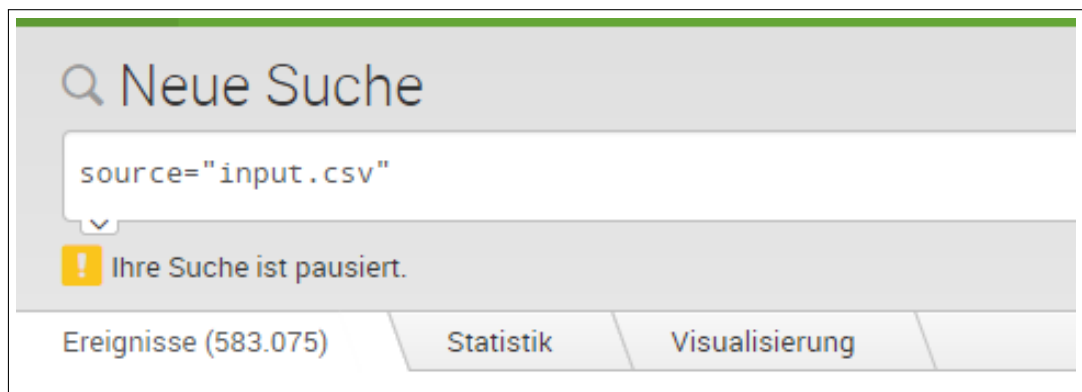 Neue Suche
source="input.csv"
Ihre Suche ist pausiert.
Ereignisse (583.075) Statistik Visualisierung